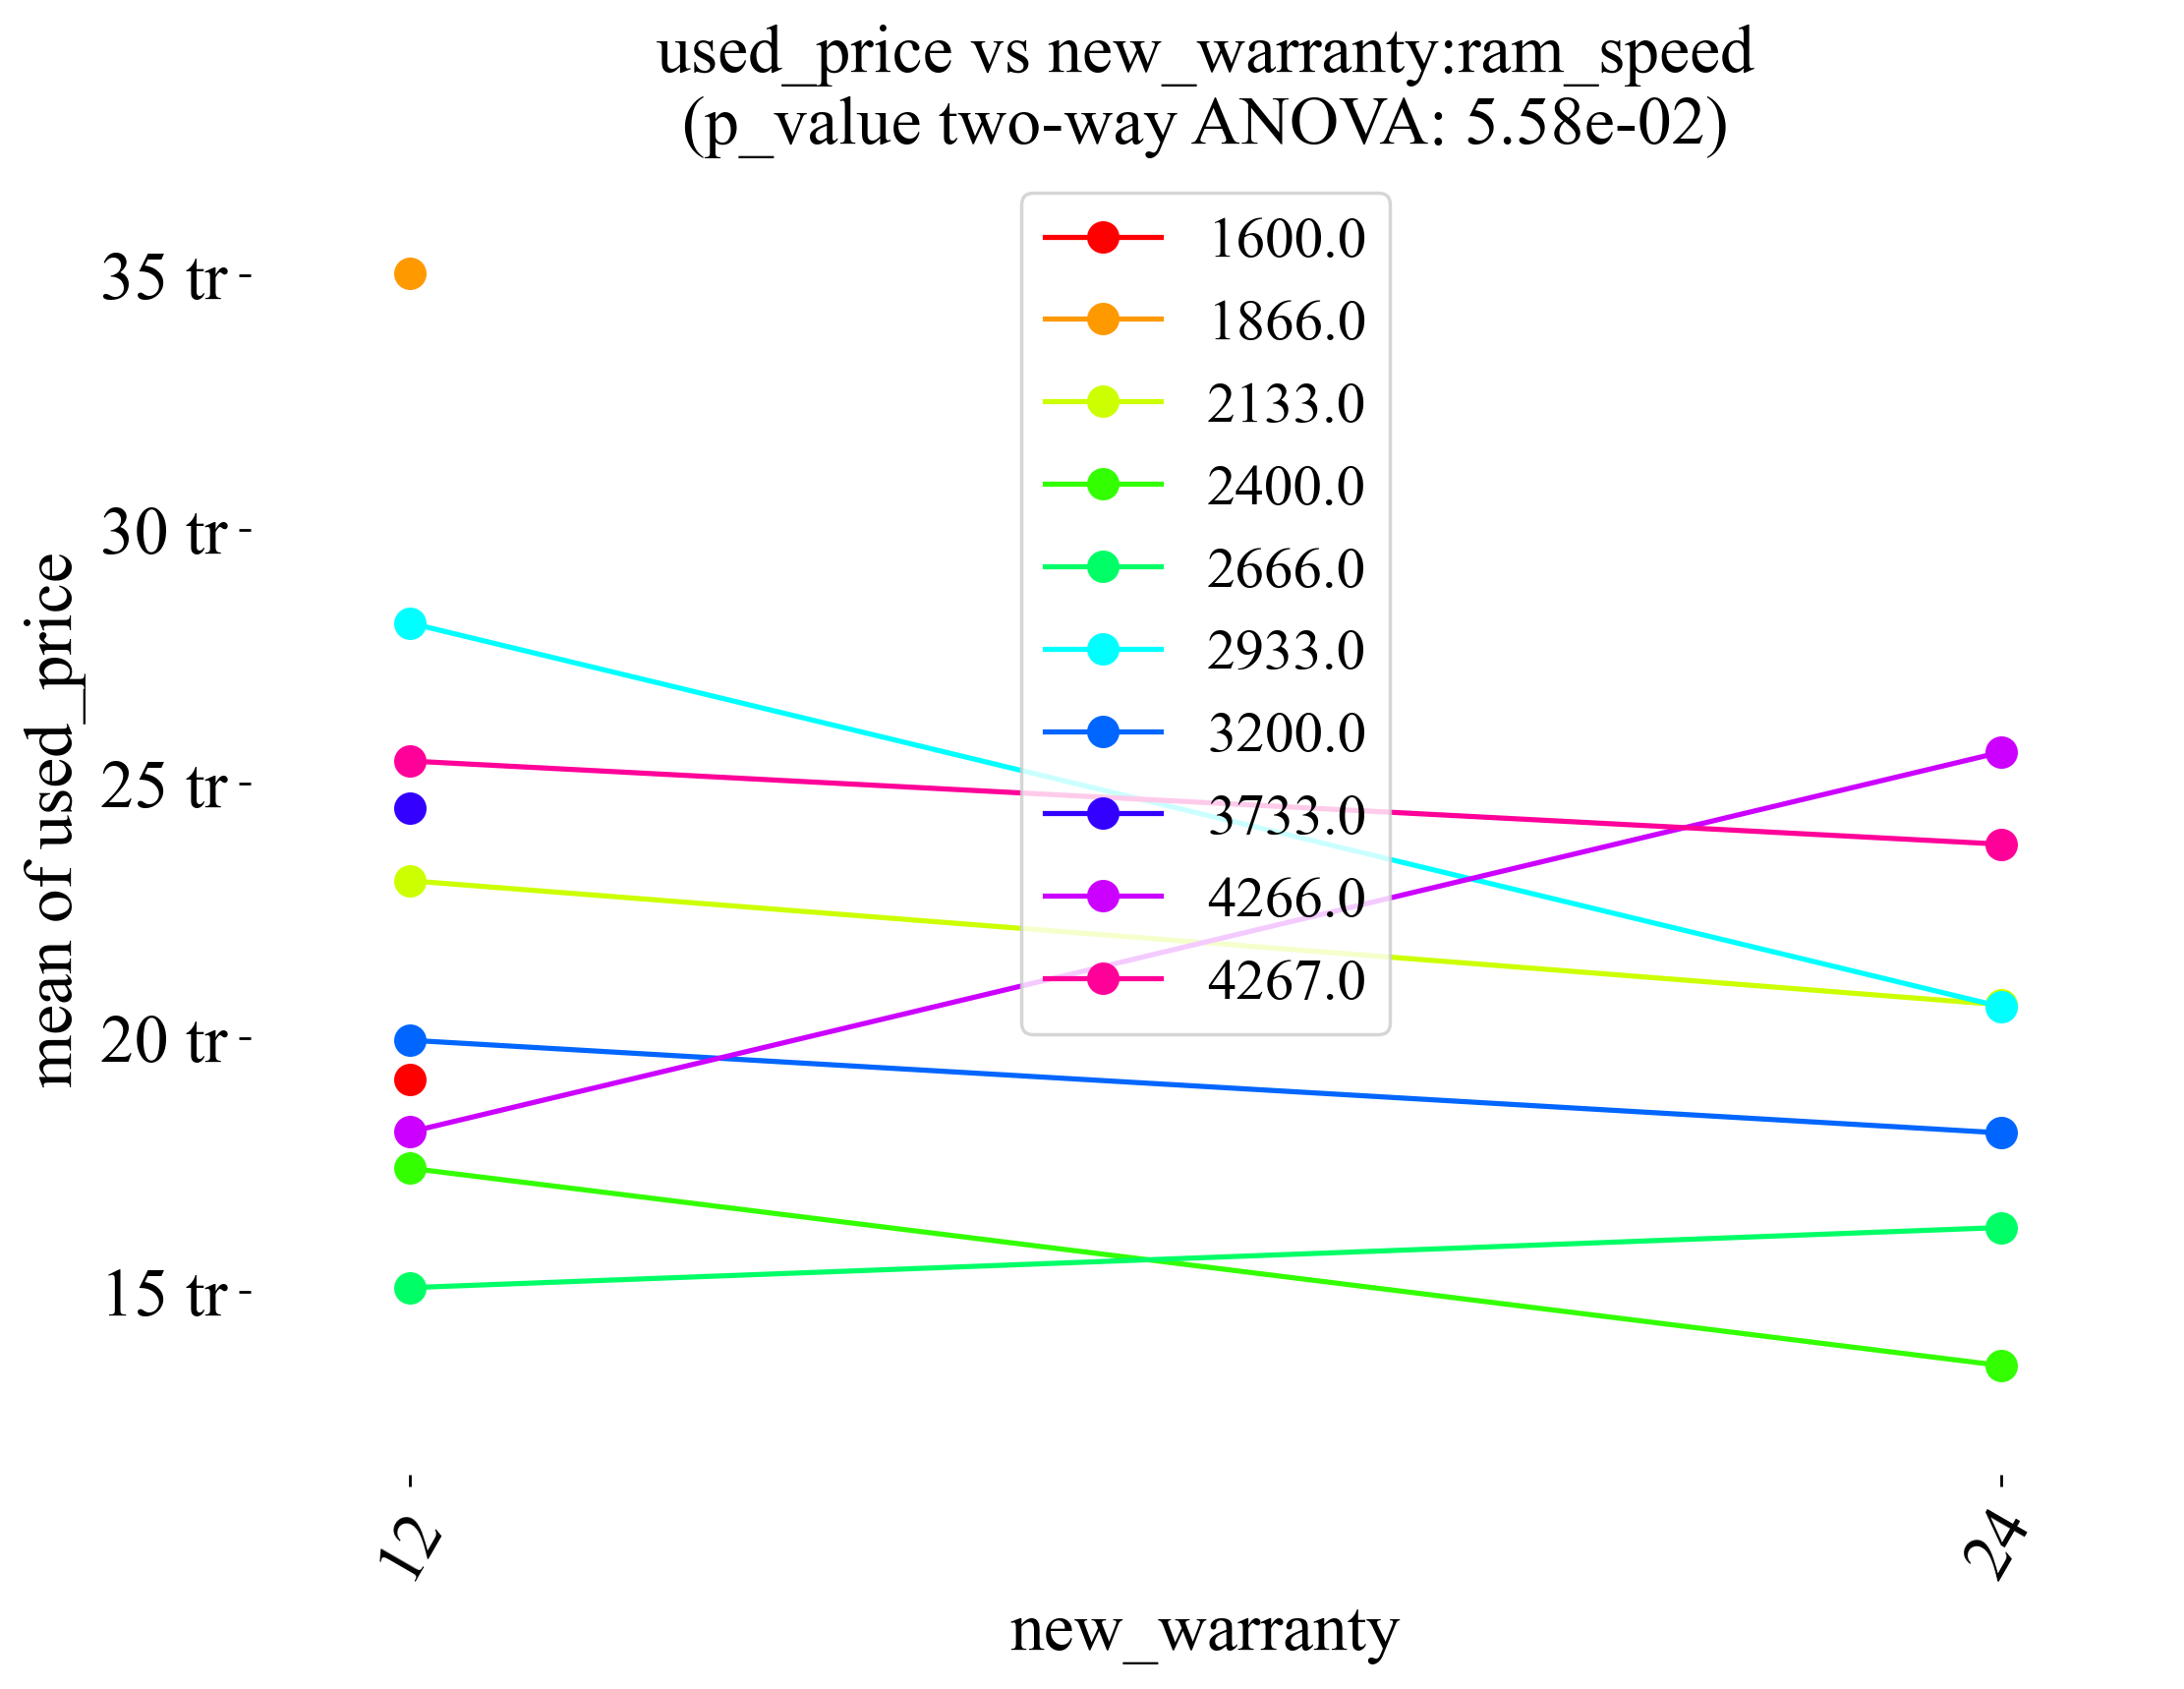 used_price vs new_warranty:ram_speed
(p_value two-way ANOVA: 5.58e-02)
1600.0
1866.0
2133.0
2400.0
2666.0
2933.0
3200.0
3733.0
4266.0
4267.0
35 tr
30 tr
25 tr
20 tr
15 tr
mean of used_price
12
24
new_warranty